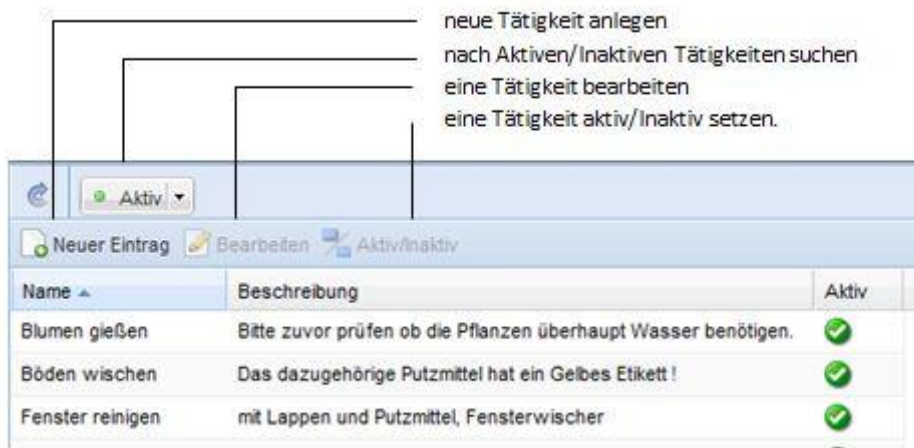 neue Tätigkeit anlegen
nach Aktiven/Inaktiven Tätigkeiten suchen
eine Tätigkeit bearbeiten
eine Tätigkeit aktiv/Inaktiv setzen.
Aktiv
Neuer Eintrag Bearbeiten Aktiv/Inaktiv
Name Beschreibung Aktiv
Blumen gießen Bitte zuvor prüfen ob die Pflanzen überhaupt Wasser benötigen.
Böden wischen Das dazugehörige Putzmittel hat ein Gelbes Etikett !
Fenster reinigen mit Lappen und Putzmittel, Fensterwischer